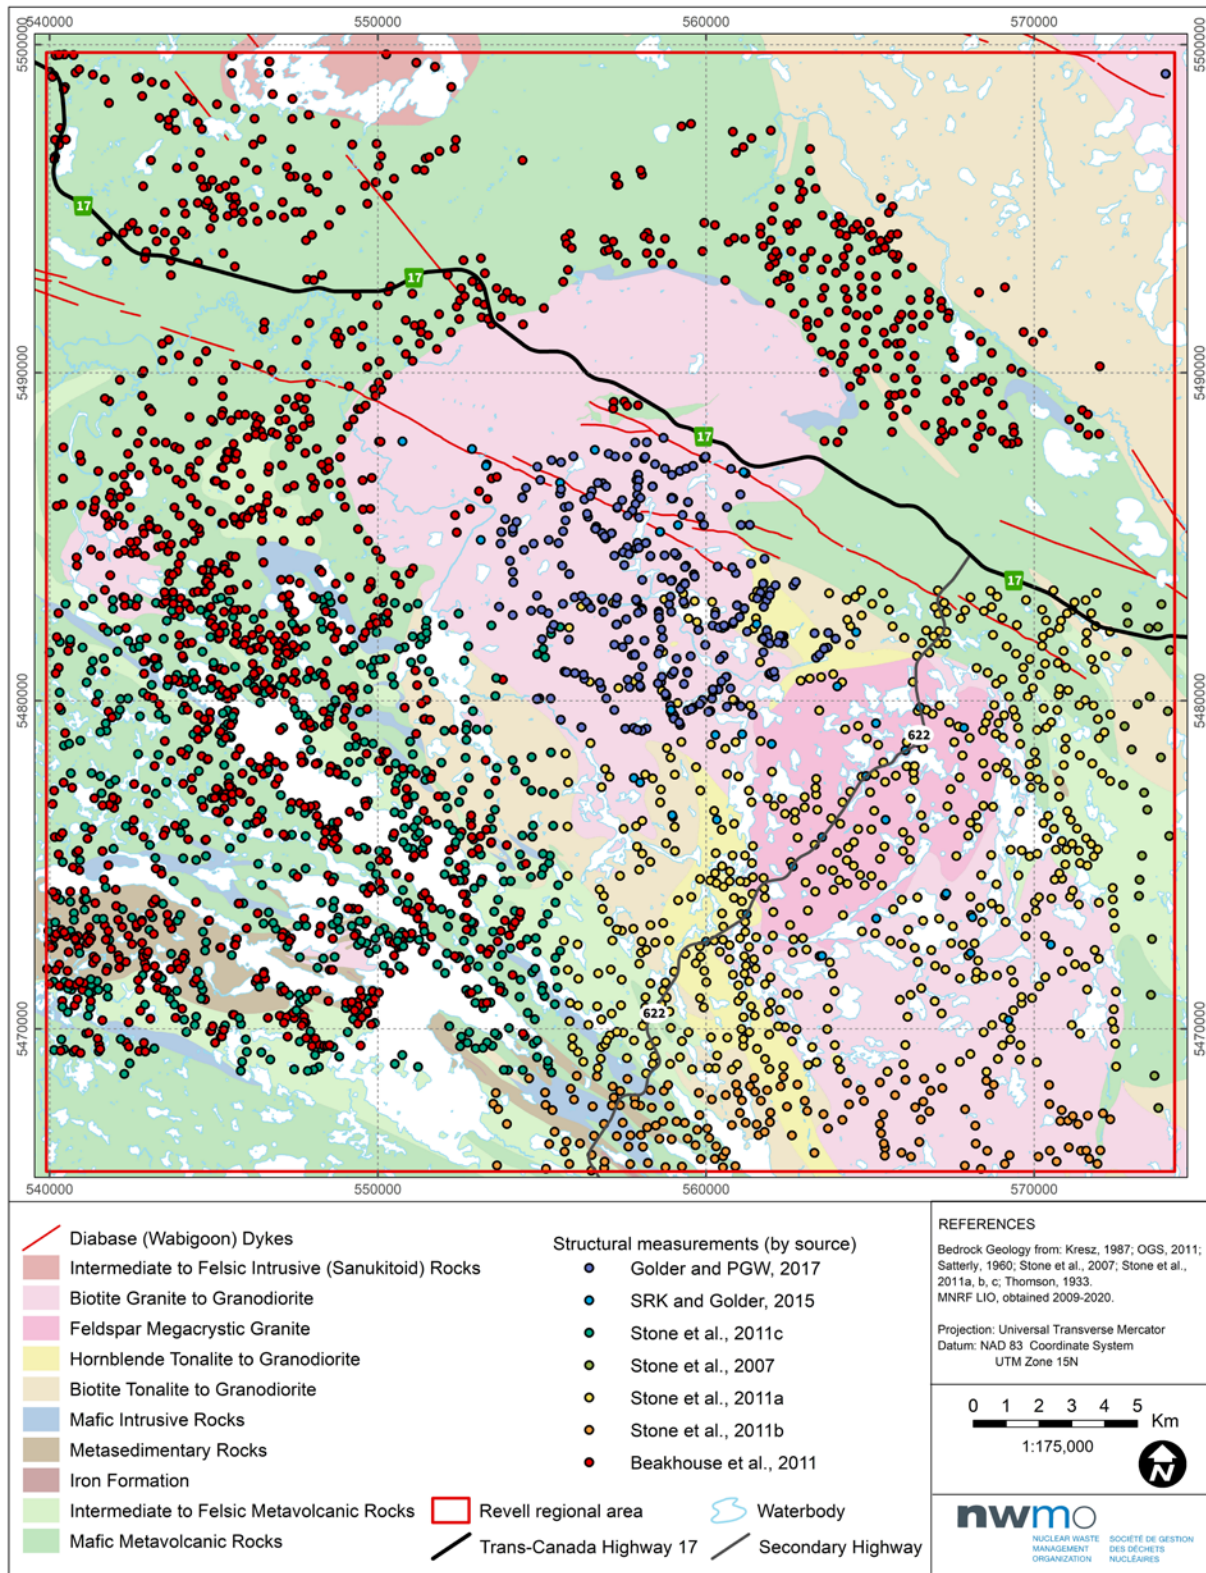 540000
550000
560000
570000
5500000
5500000
17
17
5490000
5490000
17
17
5480000
5480000
622
5470000
5470000
622
540000
550000
560000
570000
Diabase (Wabigoon) Dykes
Intermediate to Felsic Intrusive (Sanukitoid) Rocks
Biotite Granite to Granodiorite
Feldspar Megacrystic Granite
Hornblende Tonalite to Granodiorite
Biotite Tonalite to Granodiorite
Mafic Intrusive Rocks
Metasedimentary Rocks
Iron Formation
Intermediate to Felsic Metavolcanic Rocks
Mafic Metavolcanic Rocks
Structural measurements (by source)
Golder and PGW, 2017
SRK and Golder, 2015
Stone et al., 2011c
Stone et al., 2007
Stone et al., 2011a
Stone et al., 2011b
Beakhouse et al., 2011
Revell regional area
Trans-Canada Highway 17
Waterbody
Secondary Highway
REFERENCES
Bedrock Geology from: Kresz, 1987; OGS, 2011;
Satterly, 1960; Stone et al., 2007; Stone et al.,
2011a, b, c; Thomson, 1933.
MNRF LIO, obtained 2009-2020.
Projection: Universal Transverse Mercator
Datum: NAD 83 Coordinate System
UTM Zone 15N
0 1 2 3 4 5 Km
1:175,000
N
nwmo
NUCLEAR WASTE
MANAGEMENT
ORGANIZATION
SOCIÉTÉ DE GESTION
DES DÉCHETS
NUCLÉAIRES